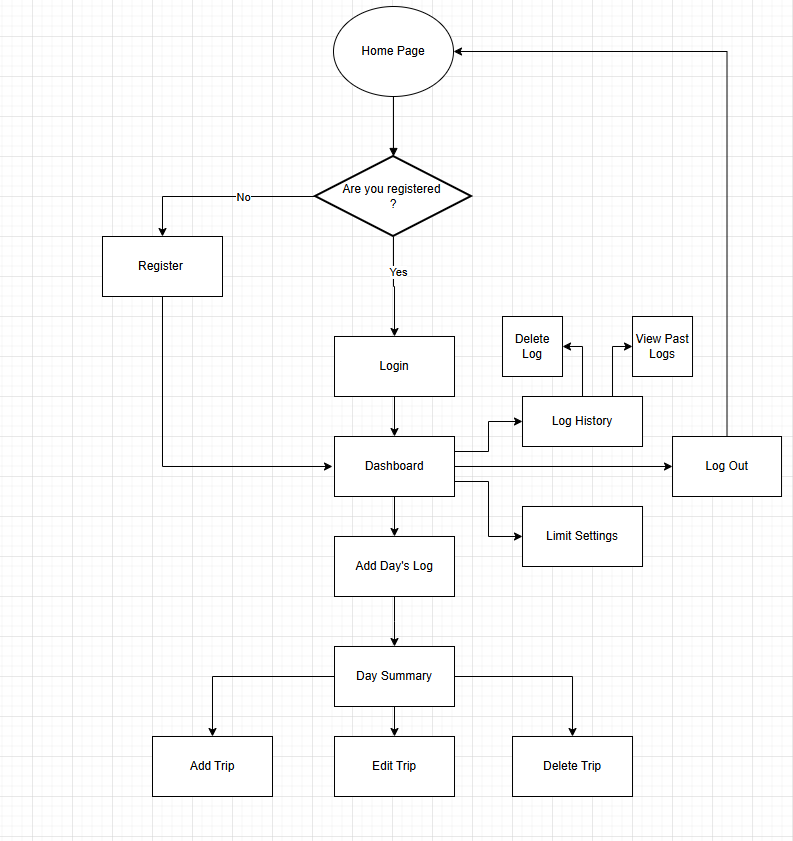 Home Page
Are you registered
?
No
Register
Yes
Delete
Log
View Past
Logs
Login
Log History
Dashboard
Log Out
Limit Settings
Add Day's Log
Day Summary
Add Trip
Edit Trip
Delete Trip